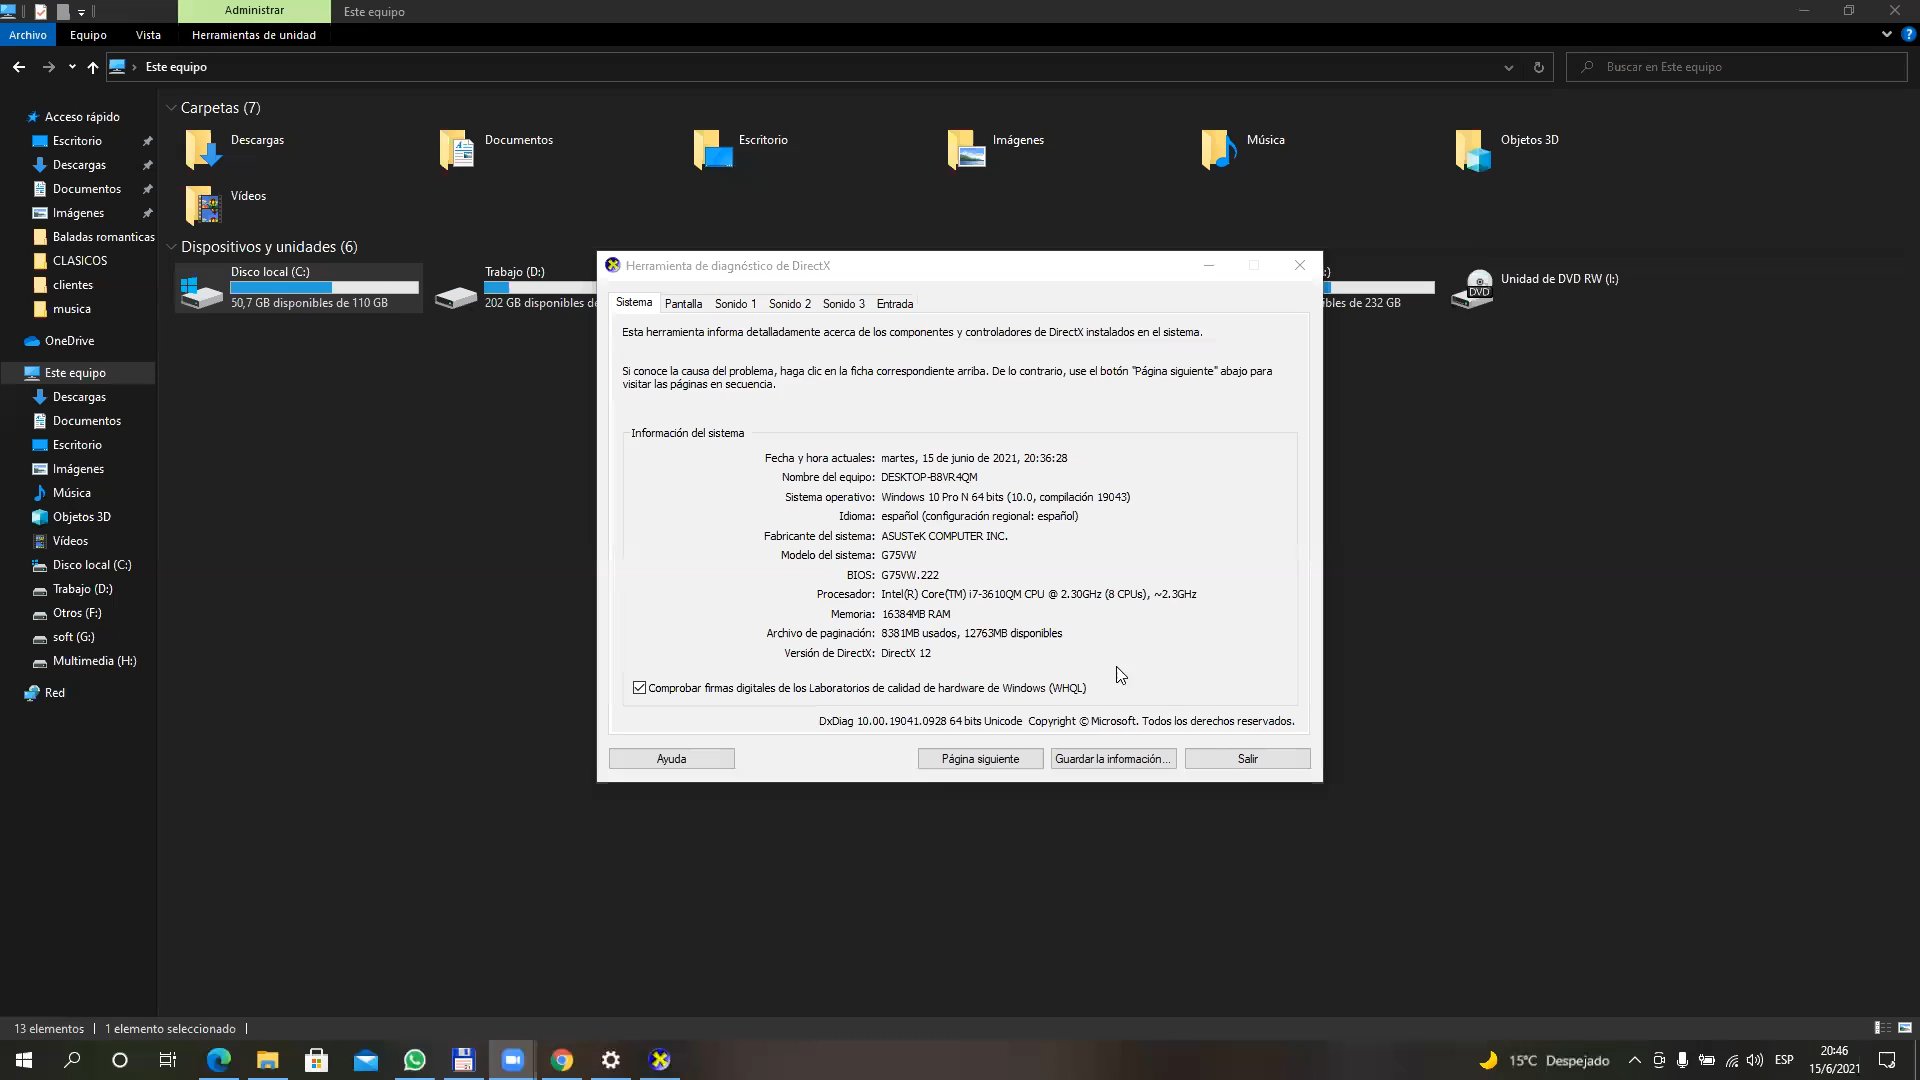 Administrar
Este equipo
Archivo
Equipo
Vista
Herramientas de unidad
Este equipo
Buscar en Este equipo
Acceso rápido
Escritorio
Descargas
Documentos
Imágenes
Baladas romanticas
CLASICOS
clientes
musica
OneDrive
Este equipo
Descargas
Documentos
Escritorio
Imágenes
Música
Objetos 3D
Vídeos
Disco local (C:)
Trabajo (D:)
Otros (F:)
soft (G:)
Multimedia (H:)
Red
Carpetas (7)
Descargas
Documentos
Escritorio
Imágenes
Música
Objetos 3D
Vídeos
Dispositivos y unidades (6)
Disco local (C:)
50,7 GB disponibles de 110 GB
Trabajo (D:)
202 GB disponibles
:)
de 232 GB
DVD
Unidad de DVD RW (I:)
Herramienta de diagnóstico de DirectX
Sistema
Pantalla
Sonido 1
Sonido 2
Sonido 3
Entrada
Esta herramienta informa detalladamente acerca de los componentes y controladores de DirectX instalados en el sistema.
Si conoce la causa del problema, haga clic en la ficha correspondiente arriba. De lo contrario, use el botón "Página siguiente" abajo para
visitar las páginas en secuencia.
Información del sistema
Fecha y hora actuales: martes, 15 de junio de 2021, 20:36:28
Nombre del equipo: DESKTOP-B8VR4QM
Sistema operativo: Windows 10 Pro N 64 bits (10.0, compilación 19043)
Idioma: español (configuración regional: español)
Fabricante del sistema: ASUSTeK COMPUTER INC.
Modelo del sistema: G75VW
BIOS: G75VW.222
Procesador: Intel(R) Core(TM) i7-3610QM CPU @ 2.30GHz (8 CPUs), ~2.3GHz
Memoria: 16384MB RAM
Archivo de paginación: 8381MB usados, 12763MB disponibles
Versión de DirectX: DirectX 12
Comprobar firmas digitales de los Laboratorios de calidad de hardware de Windows (WHQL)
DxDiag 10.00.19041.0928 64 bits Unicode Copyright © Microsoft. Todos los derechos reservados.
Ayuda
Página siguiente
Guardar la información...
Salir
13 elementos
1 elemento seleccionado
15°C Despejado
ESP
20:46
15/6/2021